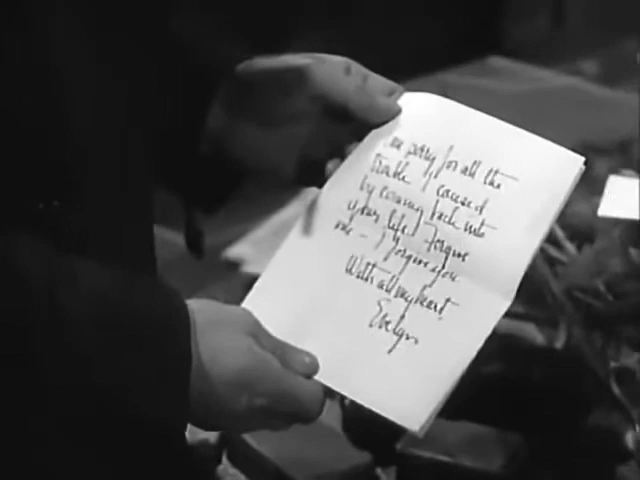 I'm sorry for all the
trouble I caused
by coming back into
your life. Forgive
me – I forgive you
With all my heart,
Evelyn